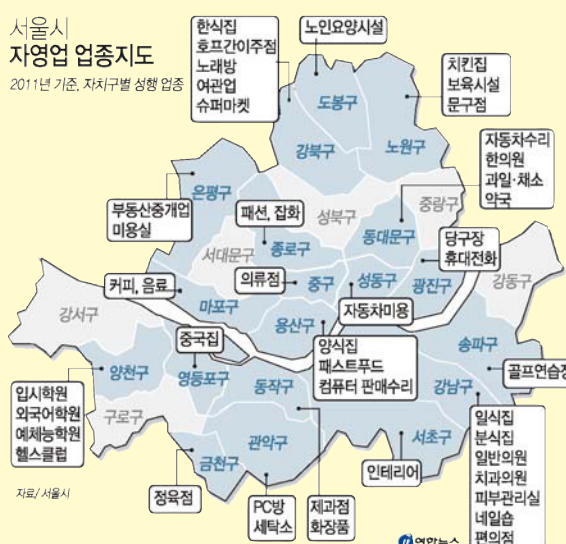 서울시
자영업 업종지도
2011년 기준, 자치구별 성행 업종
한식집
호프간이주점
노래방
여관업
슈퍼마켓
노인요양시설
치킨집
보육시설
문구점
도봉구
강북구
노원구
자동차수리
한의원
과일·채소
약국
은평구
부동산중개업
미용실
패션, 잡화
성북구
중랑구
동대문구
서대문구
종로구
당구장
휴대전화
의류점
중구
성동구
광진구
강동구
커피, 음료
마포구
자동차미용
강서구
용산구
중국집
양식집
패스트푸드
컴퓨터 판매수리
송파구
양천구
영등포구
동작구
강남구
골프연습장
입시학원
외국어학원
예체능학원
헬스클럽
구로구
관악구
서초구
금천구
인테리어
일식집
분식집
일반의원
치과의원
피부관리실
네일숍
편의점
정육점
PC방
세탁소
제과점
화장품
자료/ 서울시
연합뉴스